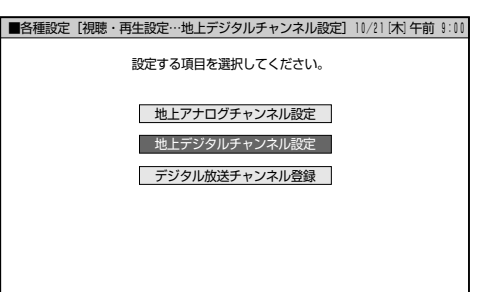 ■各種設定［視聴・再生設定…地上デジタルチャンネル設定］ 10/21[木]午前 9:00
設定する項目を選択してください。
地上アナログチャンネル設定
地上デジタルチャンネル設定
デジタル放送チャンネル登録